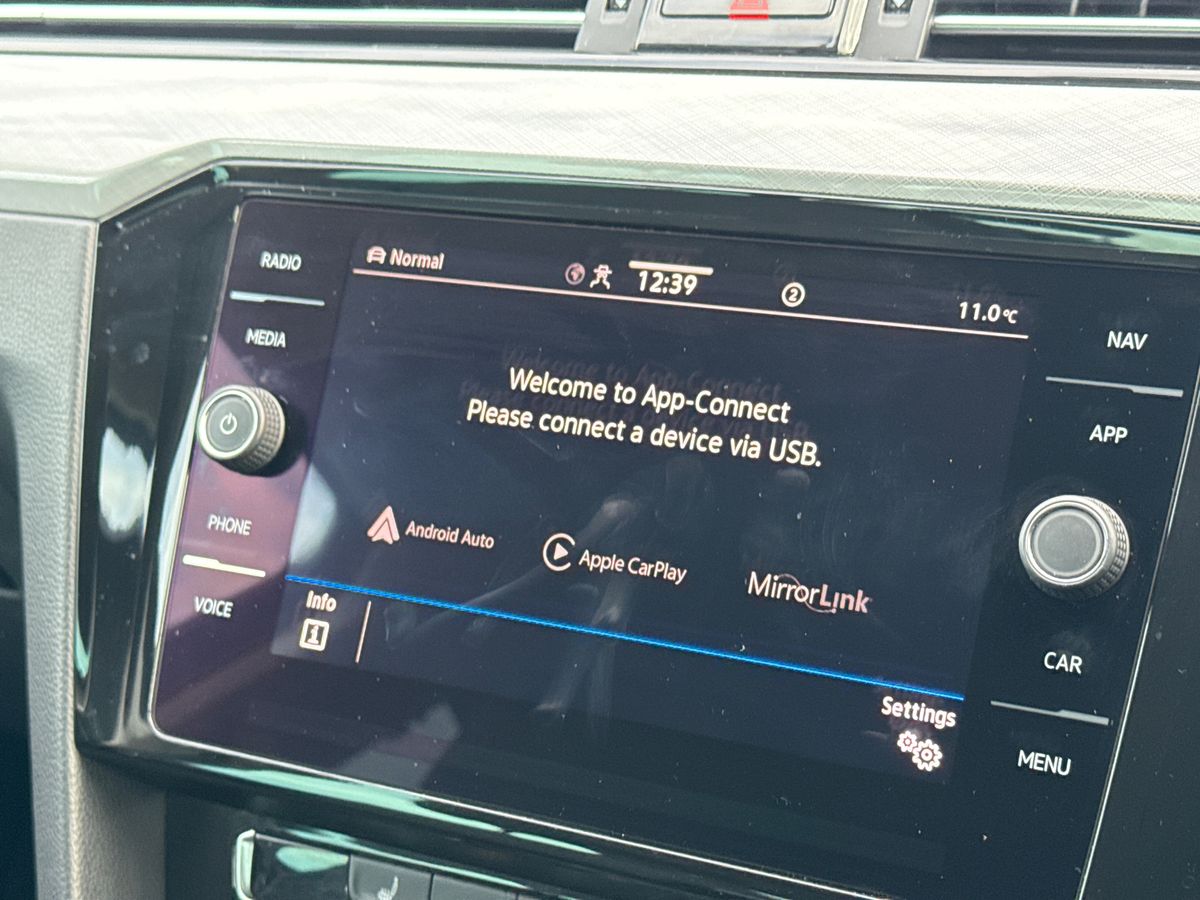 RADIO
MEDIA
PHONE
VOICE
Normal
12:39
2
11.0°C
Welcome to App-Connect
Please connect a device via USB.
Android Auto
Apple CarPlay
MirrorLink
Info
i
Settings
NAV
APP
CAR
MENU